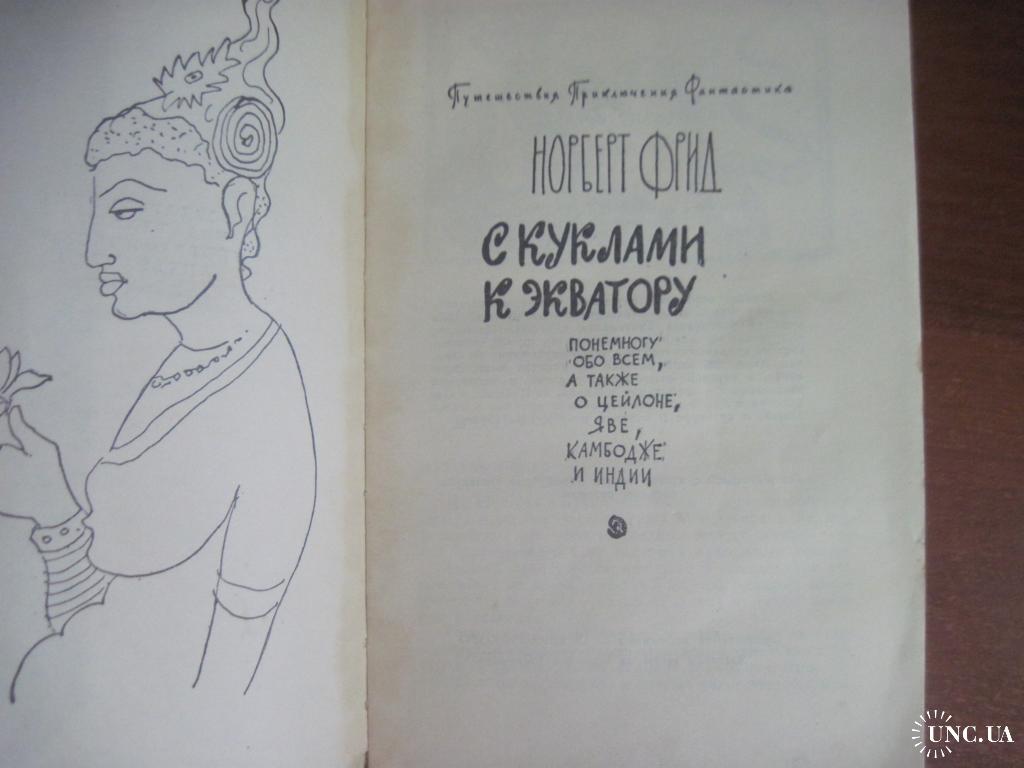 Путешествия Приключения Фантастика
НОРБЕРТ ФРИД
С КУКЛАМИ
К ЭКВАТОРУ
ПОНЕМНОГУ
ОБО ВСЕМ,
А ТАКЖЕ
О ЦЕЙЛОНЕ,
ЯВЕ,
КАМБОДЖЕ
И ИНДИИ
UNC.UA